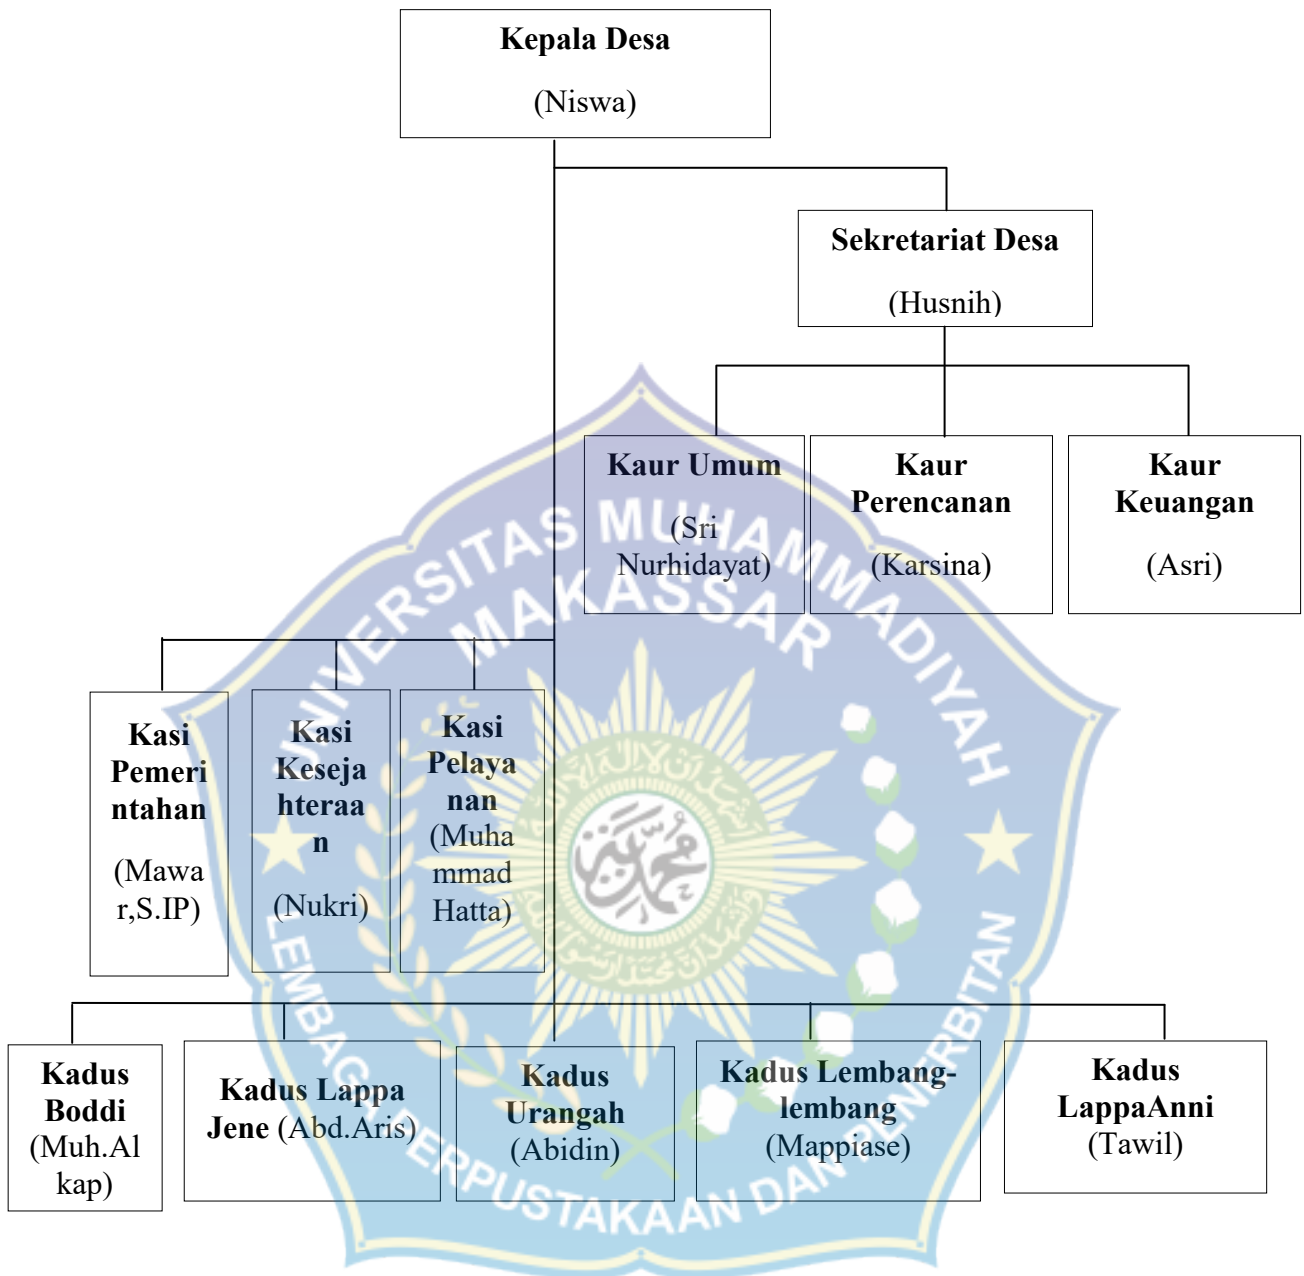 Kepala Desa
(Niswa)
Sekretariat Desa
(Husnih)
Kaur Umum
(Sri
Nurhidayat)
Kaur
Perencanan
(Karsina)
Kaur
Keuangan
(Asri)
Kasi
Pemeri
ntahan
(Mawa
r,S.IP)
Kasi
Keseja
hteraa
n
(Nukri)
Kasi
Pelaya
nan
(Muha
mmad
Hatta)
Kadus
Boddi
(Muh.Al
kap)
Kadus Lappa
Jene (Abd.Aris)
Kadus
Urangah
(Abidin)
Kadus Lembang-
lembang
(Mappiase)
Kadus
LappaAnni
(Tawil)
UNIVERSITAS MUHAMMADIYAH
MAKASSAR
LEMBAGA PERPUSTAKAAN DAN PENERBITAN